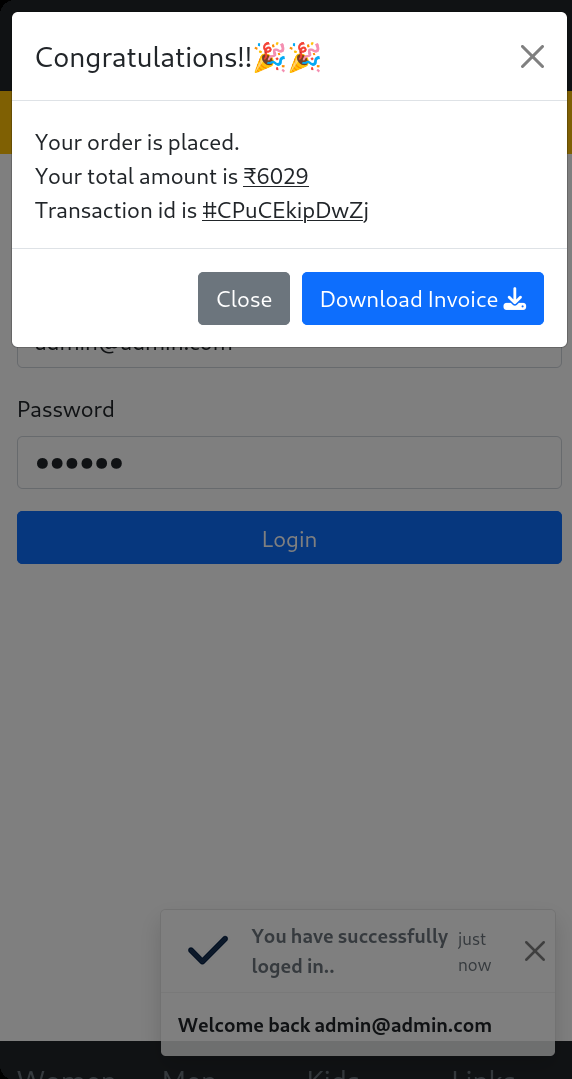 Congratulations!!🎉🎉
Your order is placed.
Your total amount is ₹6029
Transaction id is #CPuCEkipDwZj
Close
Download Invoice
admin@admin.com
Password
Login
You have successfully
loged in..
just
now
Welcome back admin@admin.com
Women Men Kids Links